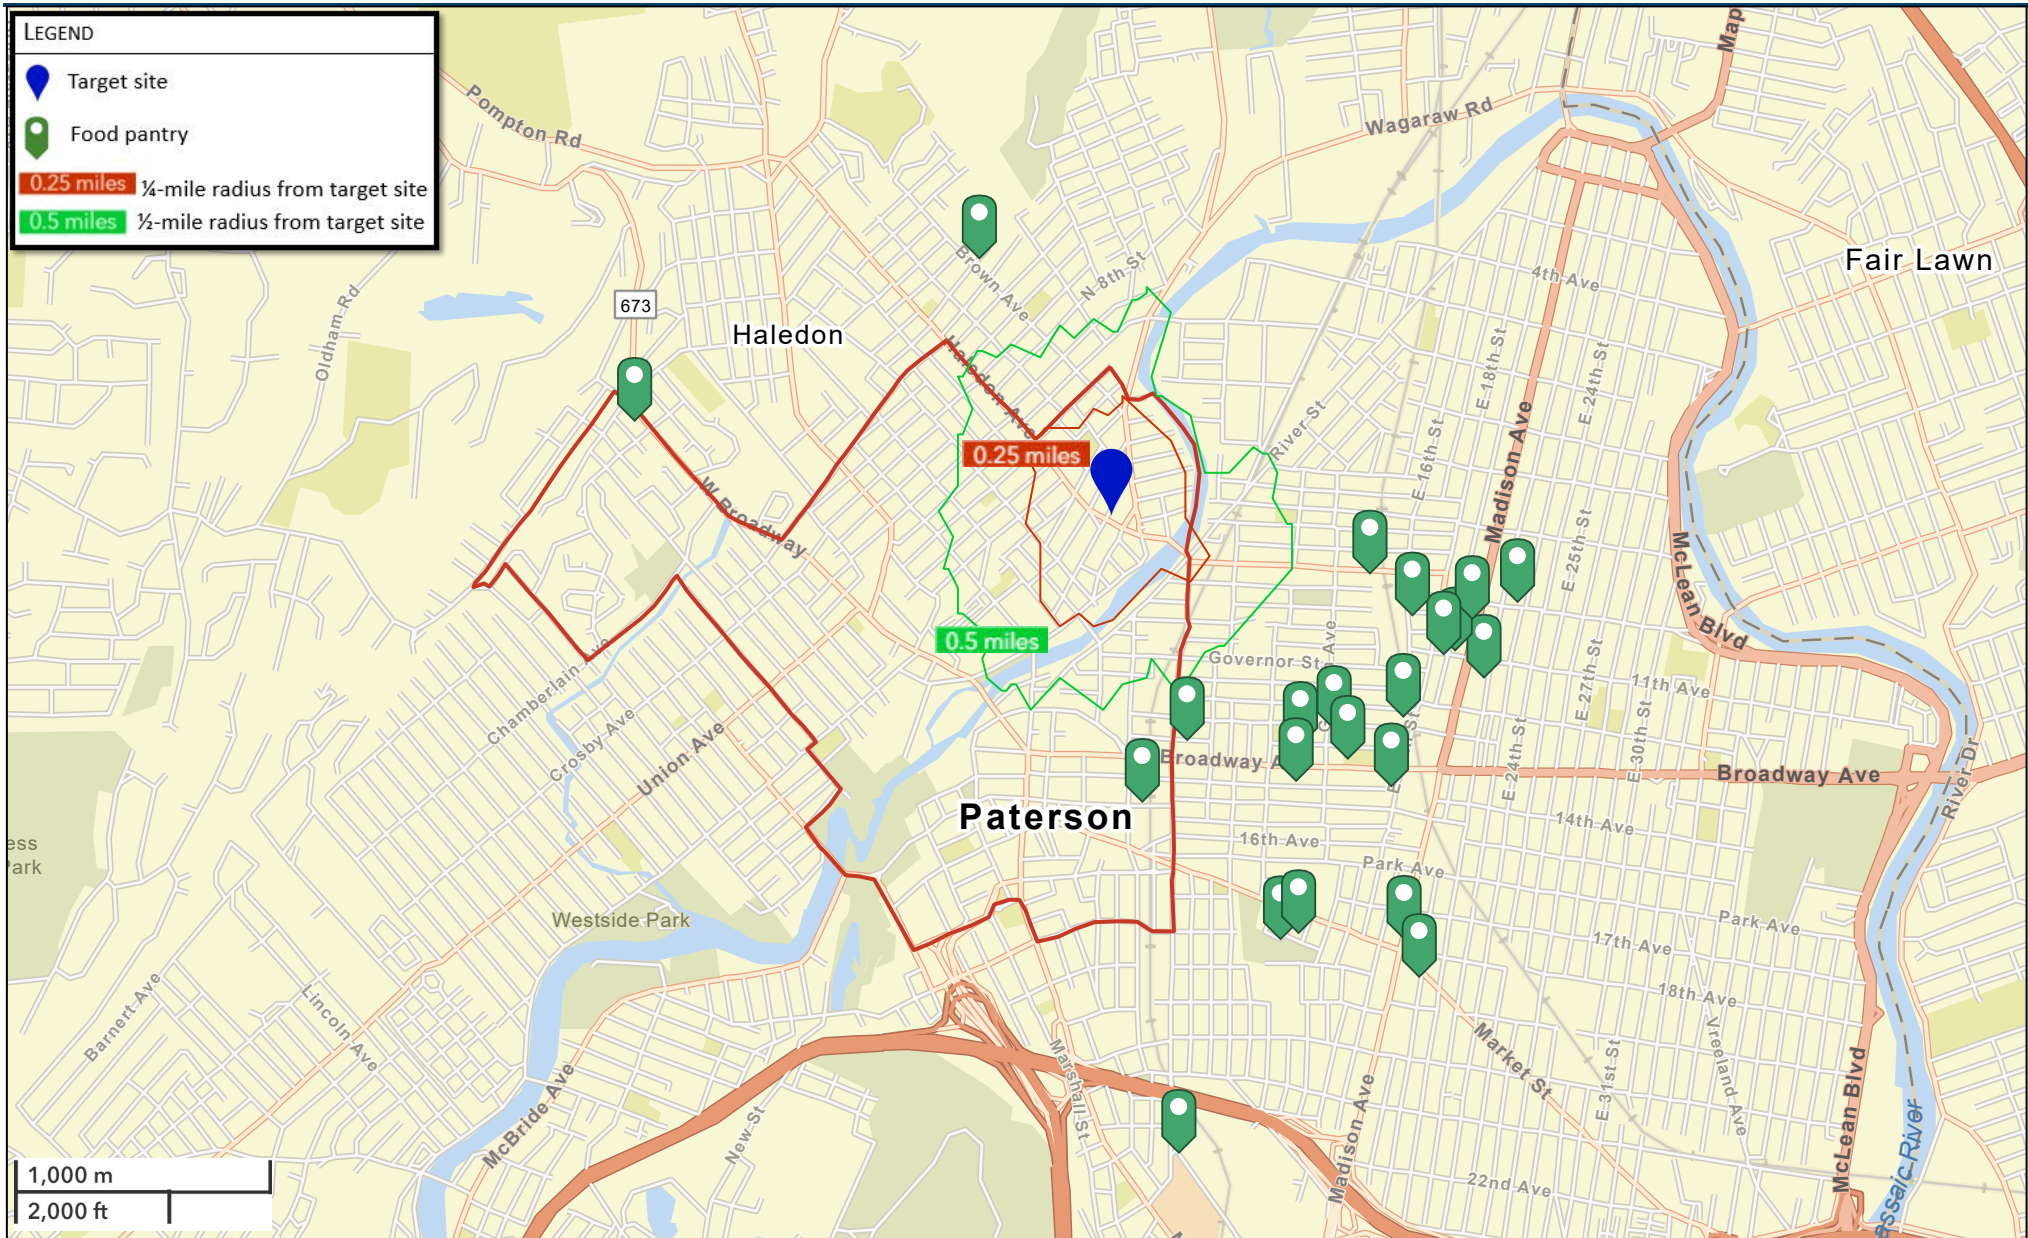 LEGEND
Target site
Food pantry
0.25 miles ¼-mile radius from target site
0.5 miles ½-mile radius from target site
Pompton Rd
Wagaraw Rd
Fair Lawn
4th Ave
Oldham Rd
673
Haledon
Brown Ave
N 8th St
Haledon Ave
0.25 miles
River St
E 18th St
E 24th St
E 16th St
Madison Ave
W Broadway
E 25th St
McLean Blvd
0.5 miles
Governor St
Chamberlain Ave
Crosby Ave
Union Ave
E 27th St
11th Ave
E 30th St
E 24th St
Broadway A
Broadway Ave
River Dr
Paterson
14th Ave
16th Ave
Park Ave
ess
Park
Westside Park
Park Ave
17th Ave
18th Ave
Barnert Ave
Lincoln Ave
McBride Ave
New St
Marshall St
Madison Ave
Market St
E 31st St
Vreeland Ave
McLean Blvd
22nd Ave
assaic River
1,000 m
2,000 ft